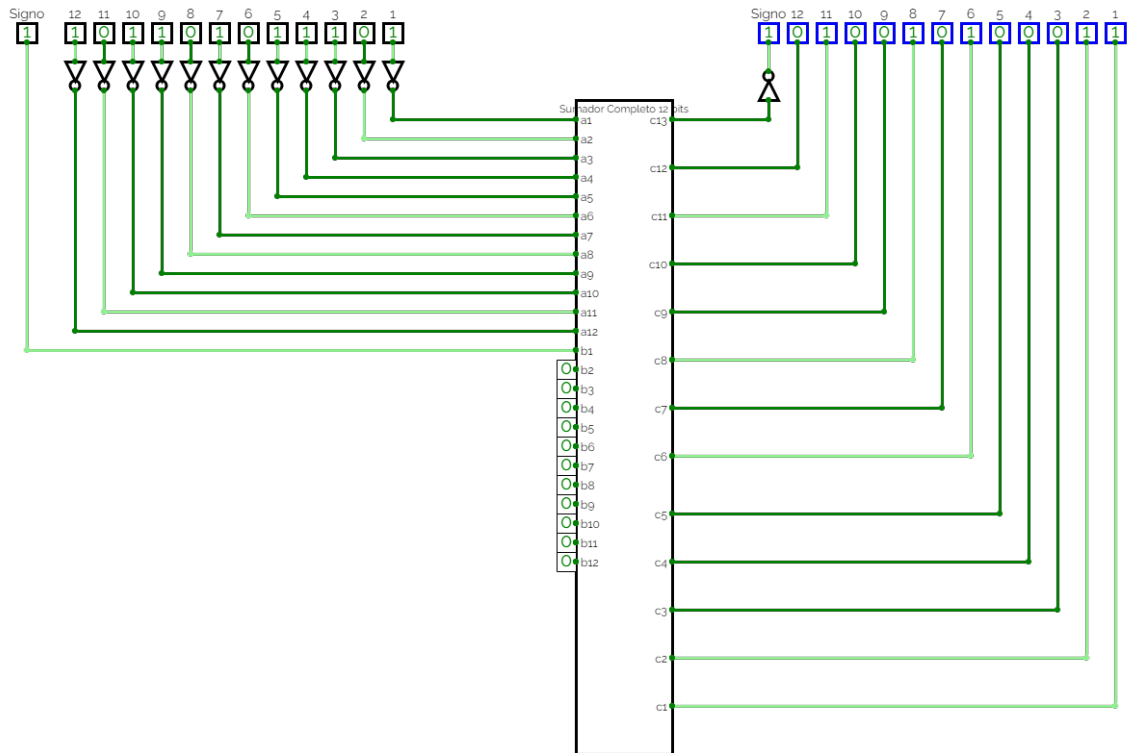 Signo 12 11 10 9 8 7 6 5 4 3 2 1
1 1 0 1 1 0 1 0 1 1 1 0 1
Signo 12 11 10 9 8 7 6 5 4 3 2 1
1 0 1 0 0 1 0 1 0 0 0 1 1
Sumador Completo 12 bits
a1
a2
a3
a4
a5
a6
a7
a8
a9
a10
a11
a12
b1
0 b2
0 b3
0 b4
0 b5
0 b6
0 b7
0 b8
0 b9
0 b10
0 b11
0 b12
c13
c12
c11
c10
c9
c8
c7
c6
c5
c4
c3
c2
c1